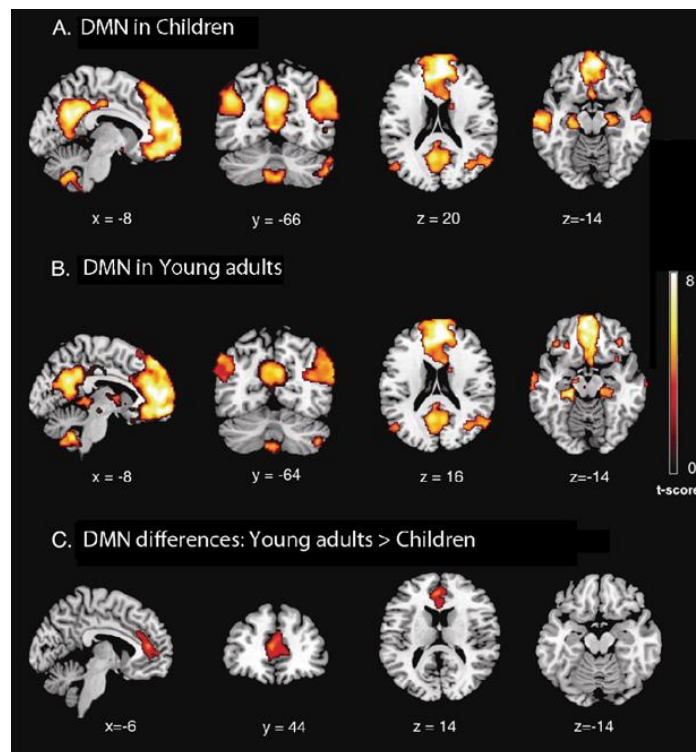 A. DMN in Children
x = -8 y = -66 z = 20 z=-14
B. DMN in Young adults
8
0
t-score
x = -8 y = -64 z = 16 z=-14
C. DMN differences: Young adults > Children
x=-6 y = 44 z = 14 z=-14